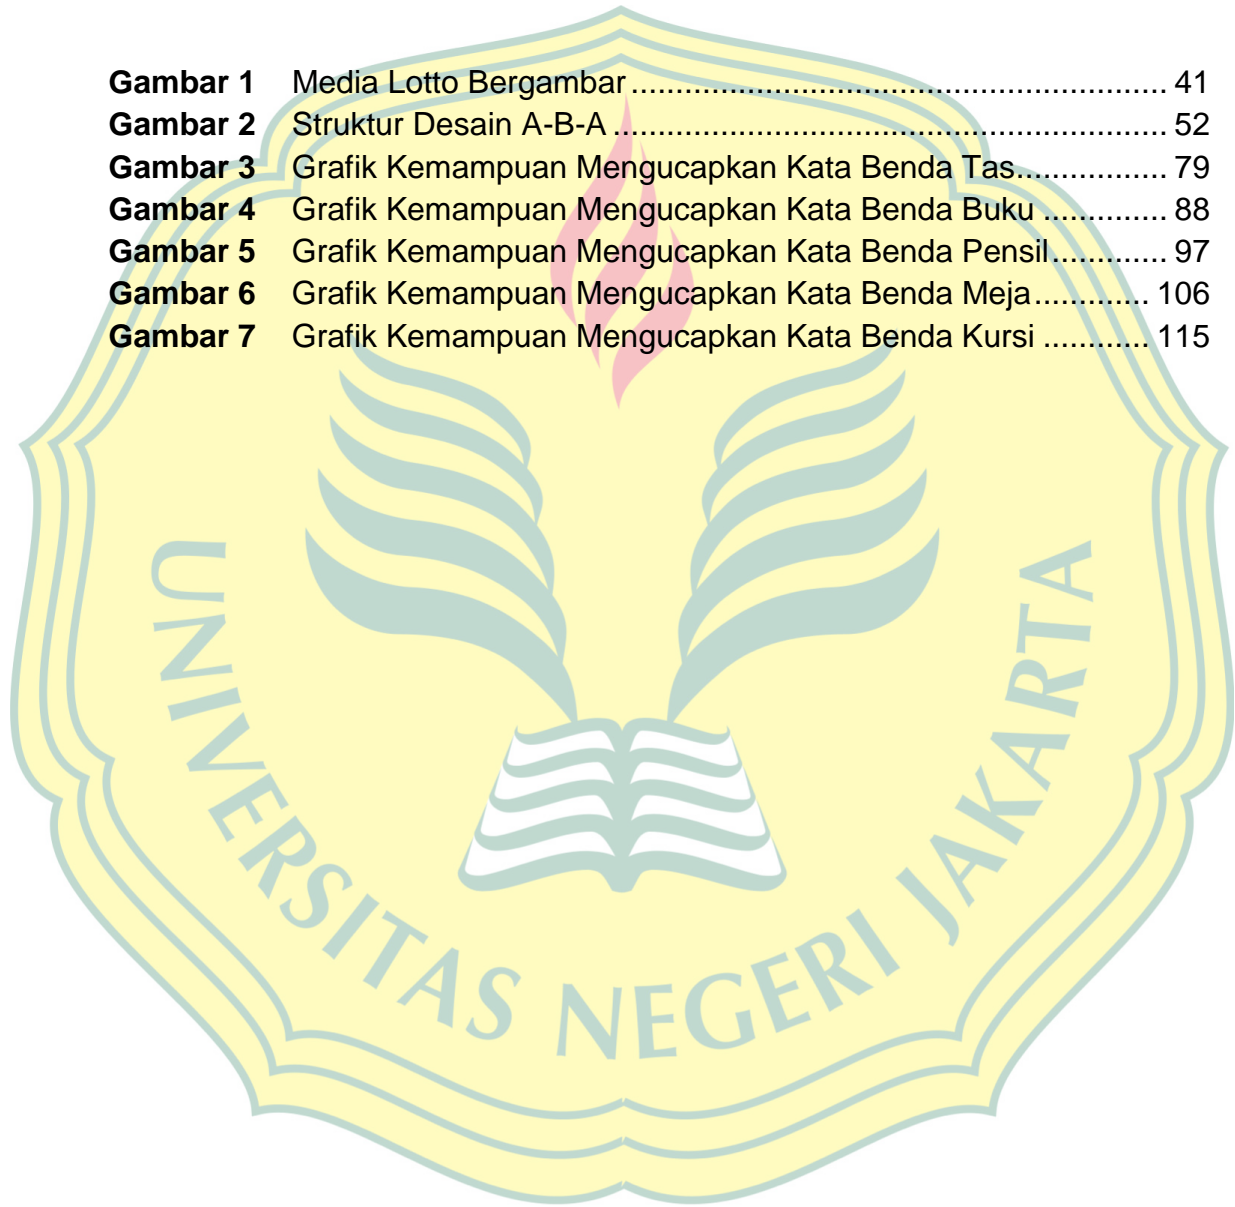 Gambar 1 Media Lotto Bergambar ................................................................ 41
Gambar 2 Struktur Desain A-B-A .................................................................. 52
Gambar 3 Grafik Kemampuan Mengucapkan Kata Benda Tas.................. 79
Gambar 4 Grafik Kemampuan Mengucapkan Kata Benda Buku ............... 88
Gambar 5 Grafik Kemampuan Mengucapkan Kata Benda Pensil.............. 97
Gambar 6 Grafik Kemampuan Mengucapkan Kata Benda Meja.............. 106
Gambar 7 Grafik Kemampuan Mengucapkan Kata Benda Kursi ............. 115
UNIVERSITAS NEGERI JAKARTA